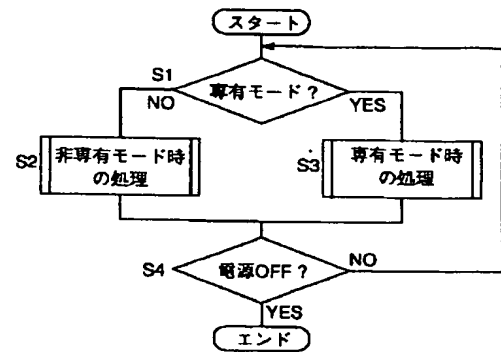 スタート
S1
専有モード?
NO
YES
S2
非専有モード時
の処理
S3
専有モード時
の処理
S4
電源OFF?
NO
YES
エンド